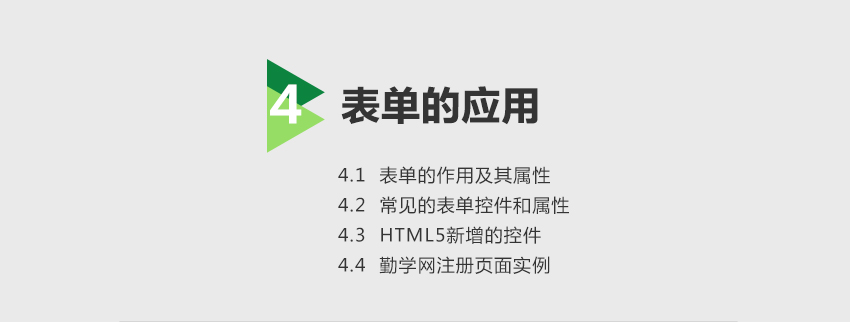 4 表单的应用
4.1 表单的作用及其属性
4.2 常见的表单控件和属性
4.3 HTML5新增的控件
4.4 勤学网注册页面实例